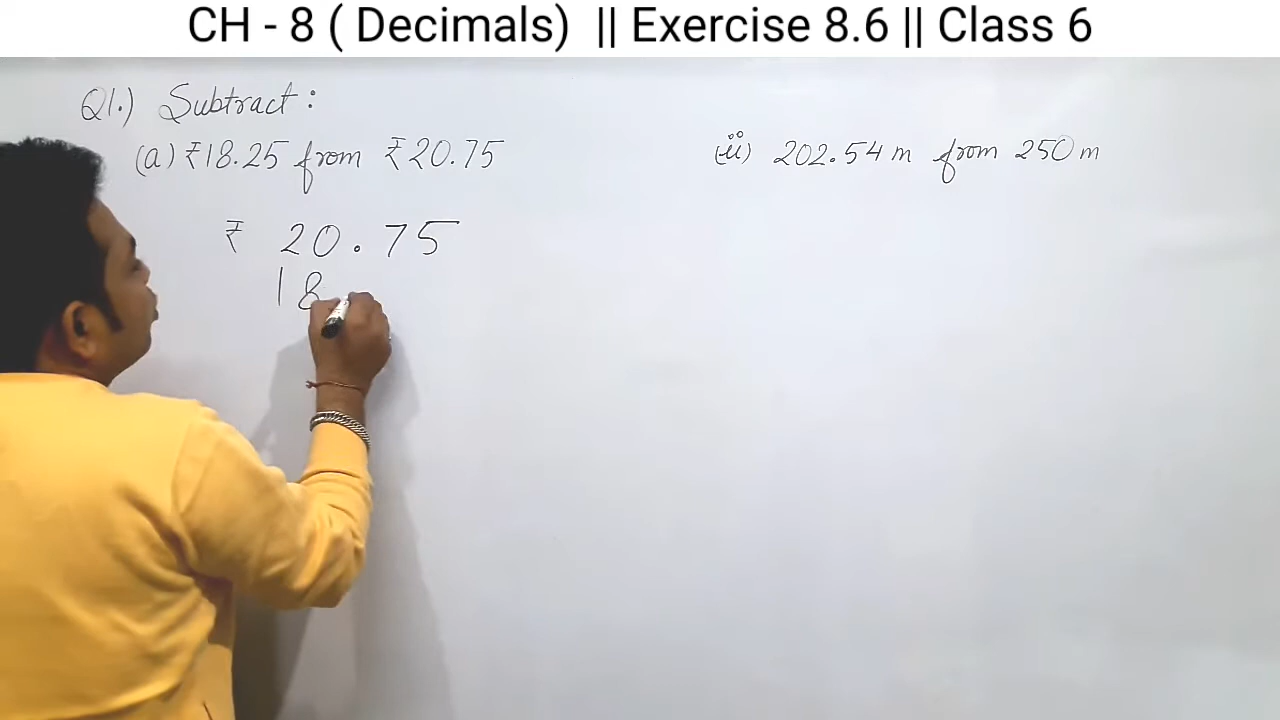 CH - 8 ( Decimals) || Exercise 8.6 || Class 6
Q1.) Subtract :
(a) ₹18.25 from ₹20.75
₹ 20.75
18
(ii) 202.54 m from 250 m